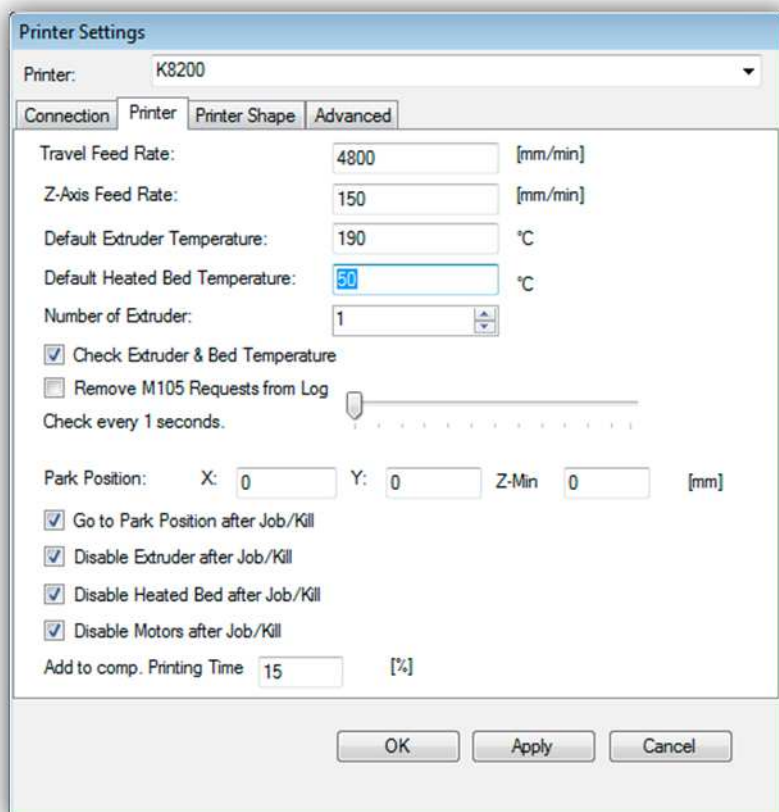 Printer Settings
Printer: K8200
Connection Printer Printer Shape Advanced
Travel Feed Rate: 4800 [mm/min]
Z-Axis Feed Rate: 150 [mm/min]
Default Extruder Temperature: 190 °C
Default Heated Bed Temperature: 50 °C
Number of Extruder: 1
Check Extruder & Bed Temperature
Remove M105 Requests from Log
Check every 1 seconds.
Park Position: X: 0 Y: 0 Z-Min 0 [mm]
Go to Park Position after Job/Kill
Disable Extruder after Job/Kill
Disable Heated Bed after Job/Kill
Disable Motors after Job/Kill
Add to comp. Printing Time 15 [%]
OK Apply Cancel